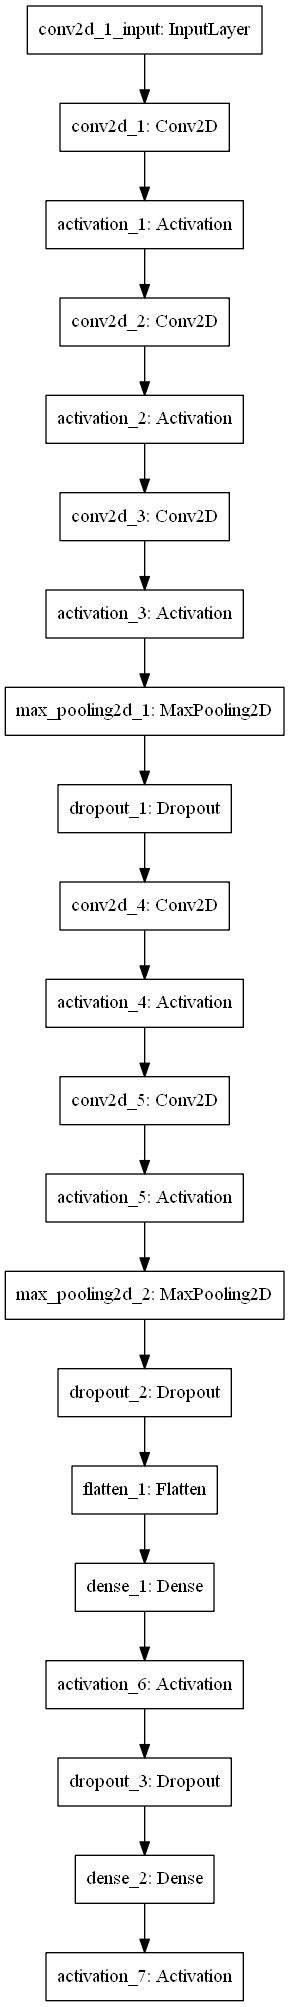 conv2d_1_input: InputLayer
conv2d_1: Conv2D
activation_1: Activation
conv2d_2: Conv2D
activation_2: Activation
conv2d_3: Conv2D
activation_3: Activation
max_pooling2d_1: MaxPooling2D
dropout_1: Dropout
conv2d_4: Conv2D
activation_4: Activation
conv2d_5: Conv2D
activation_5: Activation
max_pooling2d_2: MaxPooling2D
dropout_2: Dropout
flatten_1: Flatten
dense_1: Dense
activation_6: Activation
dropout_3: Dropout
dense_2: Dense
activation_7: Activation